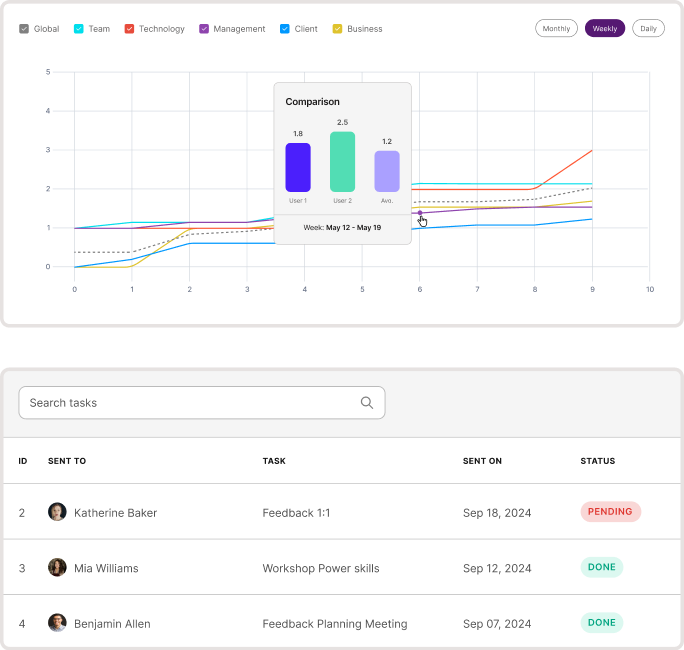 Global Team Technology Management Client Business Monthly Weekly Daily
5
4
3
2
1
0
0 1 2 3 4 5 6 7 8 9 10
Comparison
1.8 2.5 1.2
User 1 User 2 Avo.
Week: May 12 - May 19
Search tasks
ID SENT TO TASK SENT ON STATUS
2 Katherine Baker Feedback 1:1 Sep 18, 2024 PENDING
3 Mia Williams Workshop Power skills Sep 12, 2024 DONE
4 Benjamin Allen Feedback Planning Meeting Sep 07, 2024 DONE